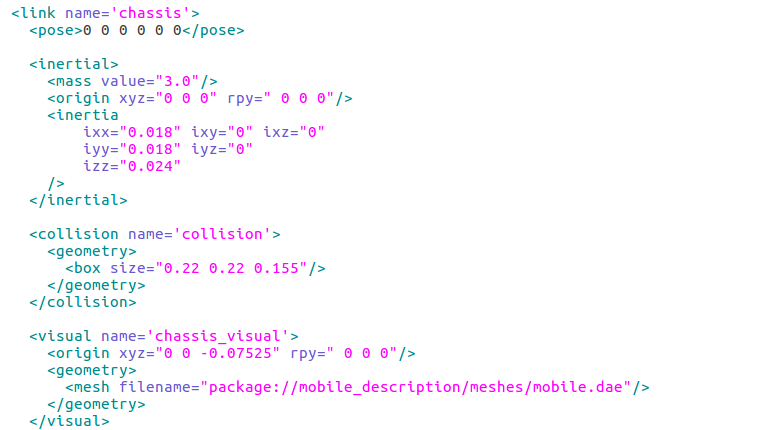 <link name='chassis'>
  <pose>0 0 0 0 0 0</pose>

  <inertial>
    <mass value="3.0"/>
    <origin xyz="0 0 0" rpy=" 0 0 0"/>
    <inertia
        ixx="0.018" ixy="0" ixz="0"
        iyy="0.018" iyz="0"
        izz="0.024"
    />
  </inertial>

  <collision name='collision'>
    <geometry>
      <box size="0.22 0.22 0.155"/>
    </geometry>
  </collision>

  <visual name='chassis_visual'>
    <origin xyz="0 0 -0.07525" rpy=" 0 0 0"/>
    <geometry>
      <mesh filename="package://mobile_description/meshes/mobile.dae"/>
    </geometry>
  </visual>